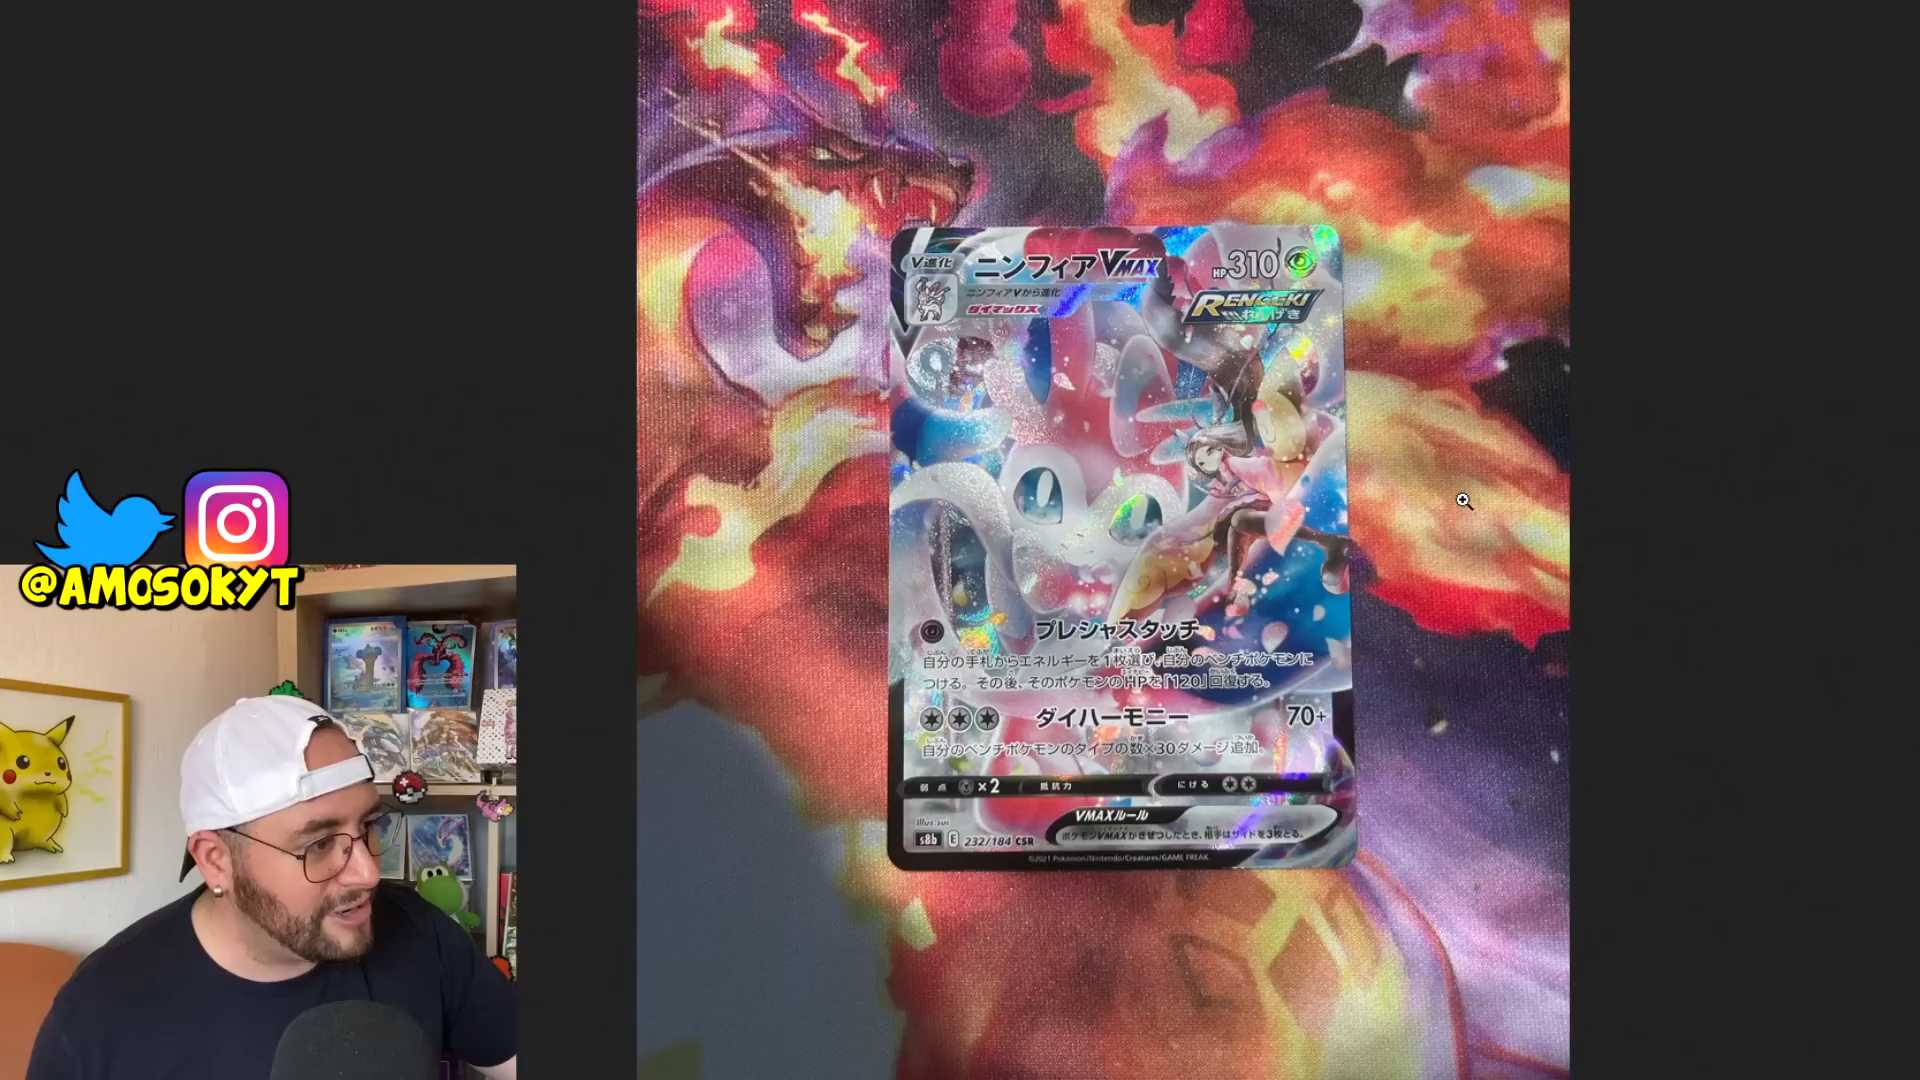 V進化
ニンフィアVMAX
HP310
ニンフィアVから進化
ダイマックス
RENGEKI
れんげき
プレシャスタッチ
自分の手札からエネルギーを1枚選び、自分のベンチポケモンに
つける。その後、そのポケモンのHPを「120」回復する。
ダイハーモニー 70+
自分のベンチポケモンのタイプの数×30ダメージ追加。
弱点 ×2 抵抗力 にげる
VMAXルール
ポケモンVMAXがきぜつしたとき、相手はサイドを3枚とる。
Illus. sui
s8b E 232/184 CSR
©2021 Pokémon/Nintendo/Creatures/GAME FREAK.
@AMOSOKYT